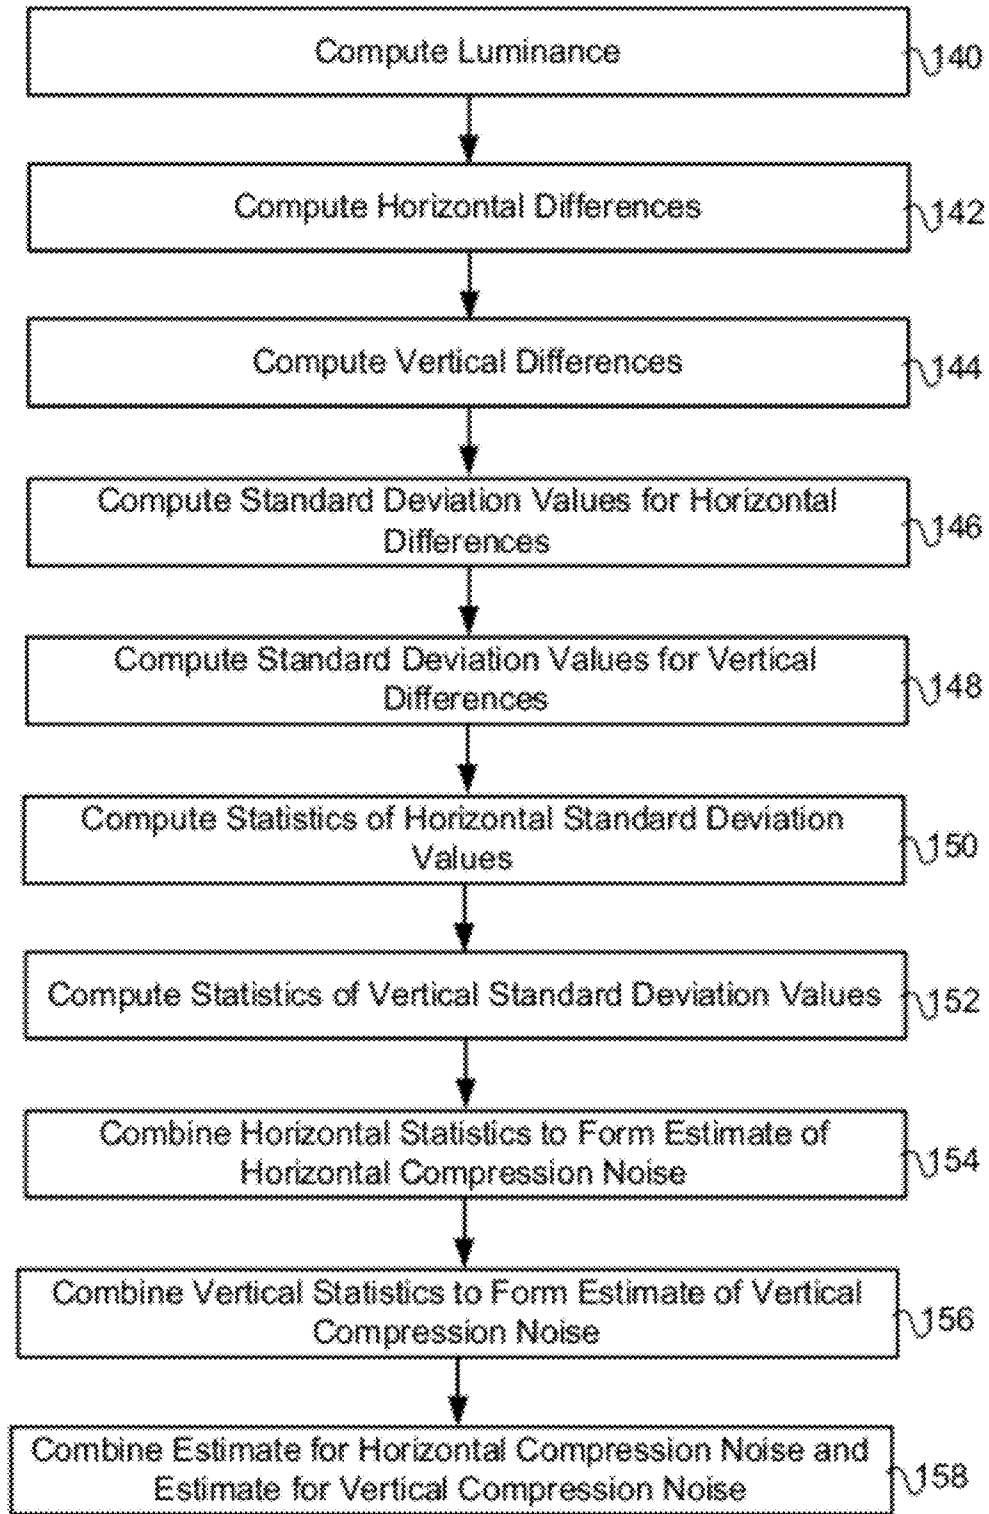 Compute Luminance
140
Compute Horizontal Differences
142
Compute Vertical Differences
144
Compute Standard Deviation Values for Horizontal
Differences
146
Compute Standard Deviation Values for Vertical
Differences
148
Compute Statistics of Horizontal Standard Deviation
Values
150
Compute Statistics of Vertical Standard Deviation Values
152
Combine Horizontal Statistics to Form Estimate of
Horizontal Compression Noise
154
Combine Vertical Statistics to Form Estimate of Vertical
Compression Noise
156
Combine Estimate for Horizontal Compression Noise and
Estimate for Vertical Compression Noise
158